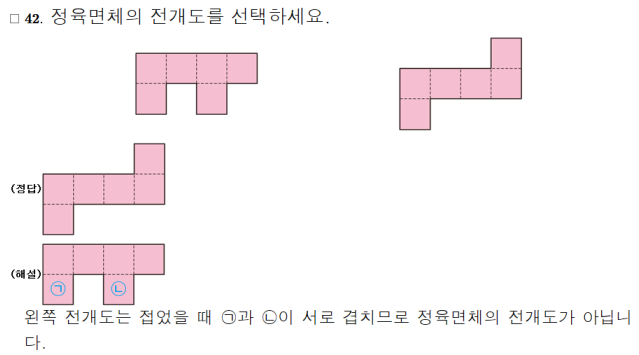 □ 42. 정육면체의 전개도를 선택하세요.
(정답)
(해설)
㉠ ㉡
왼쪽 전개도는 접었을 때 ㉠과 ㉡이 서로 겹치므로 정육면체의 전개도가 아닙니
다.